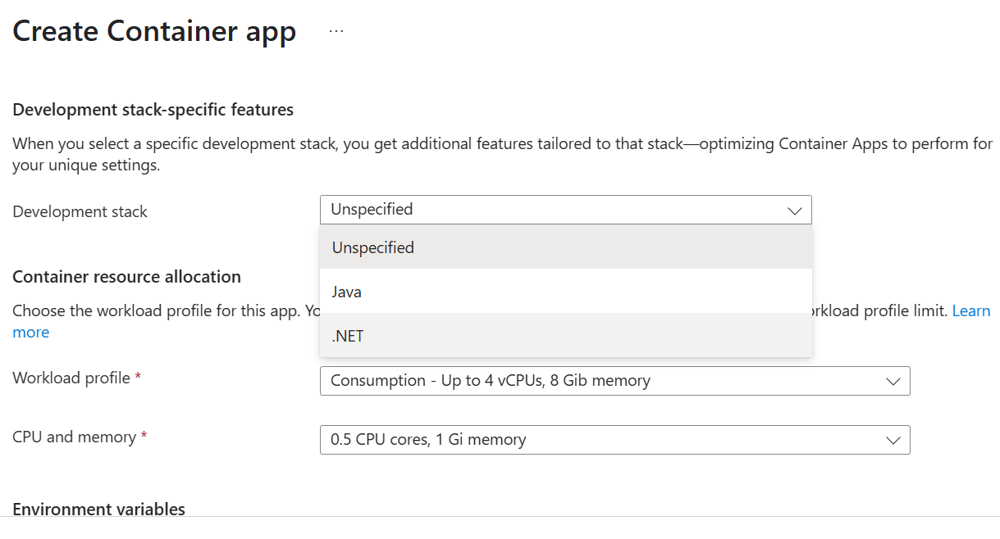 Create Container app ...
Development stack-specific features
When you select a specific development stack, you get additional features tailored to that stack—optimizing Container Apps to perform for
your unique settings.
Development stack
Unspecified
Unspecified
Java
.NET
Container resource allocation
Choose the workload profile for this app. workload profile limit. Learn
more
Workload profile *
Consumption - Up to 4 vCPUs, 8 Gib memory
CPU and memory *
0.5 CPU cores, 1 Gi memory
Environment variables